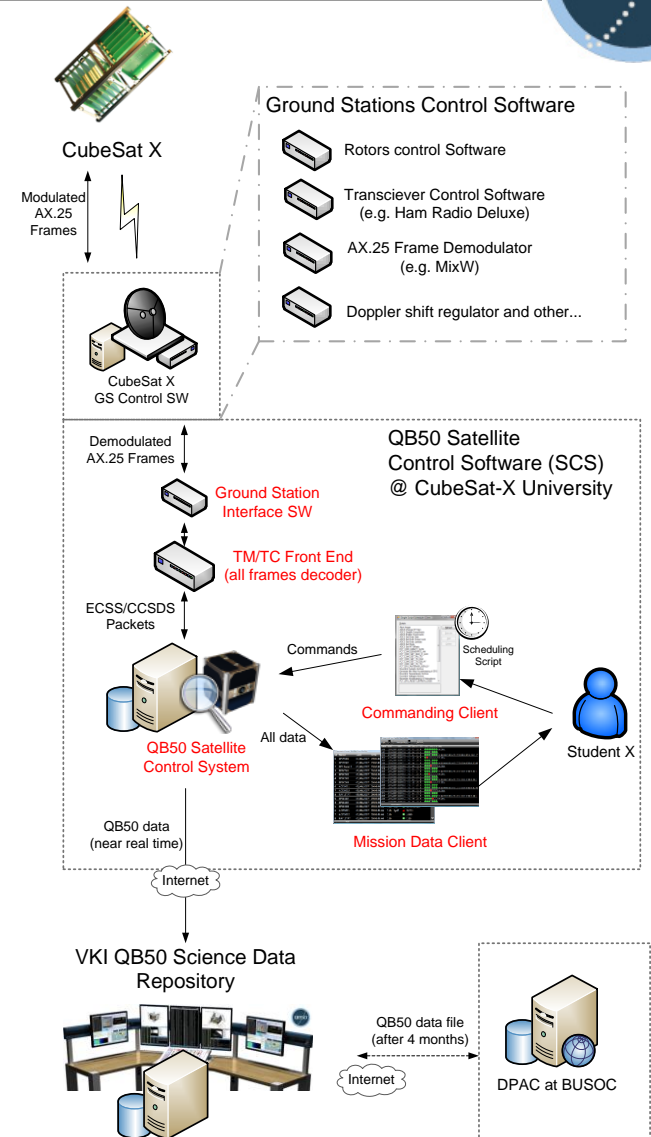 CubeSat X
Modulated
AX.25
Frames
CubeSat X
GS Control SW
Ground Stations Control Software
Rotors control Software
Transciever Control Software
(e.g. Ham Radio Deluxe)
AX.25 Frame Demodulator
(e.g. MixW)
Doppler shift regulator and other...
Demodulated
AX.25 Frames
QB50 Satellite
Control Software (SCS)
@ CubeSat-X University
Ground Station
Interface SW
TM/TC Front End
(all frames decoder)
ECSS/CCSDS
Packets
Commands
Scheduling
Script
Commanding Client
Student X
All data
QB50 Satellite
Control System
Mission Data Client
QB50 data
(near real time)
Internet
VKI QB50 Science Data
Repository
QB50 data file
(after 4 months)
Internet
DPAC at BUSOC